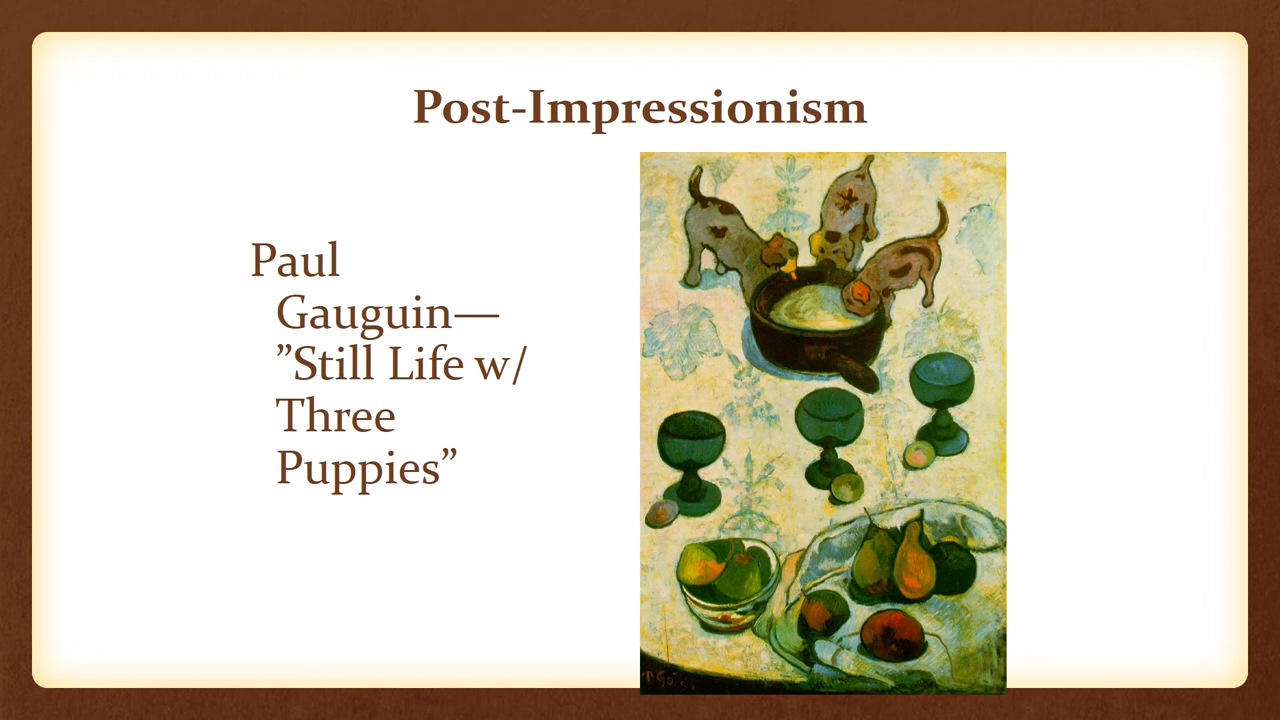 Post-Impressionism
Paul
Gauguin—
”Still Life w/
Three
Puppies”